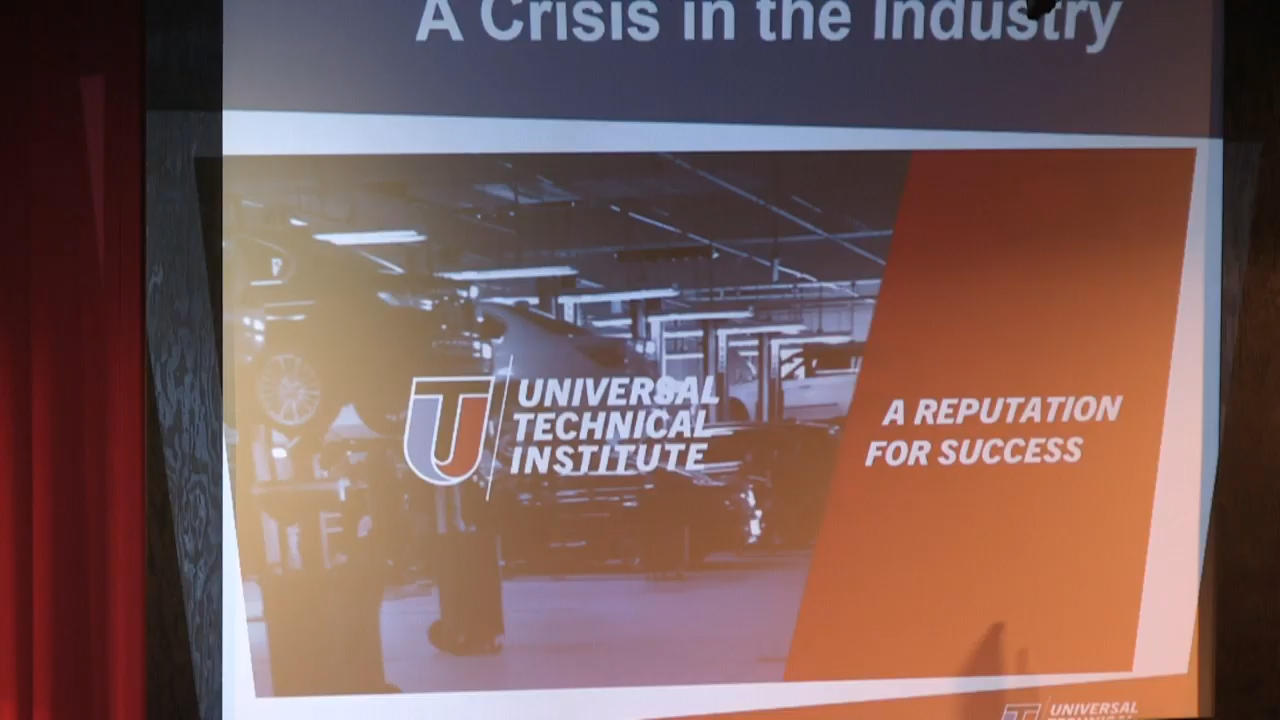 A Crisis in the Industry
UNIVERSAL
TECHNICAL
INSTITUTE
A REPUTATION
FOR SUCCESS
UNIVERSAL